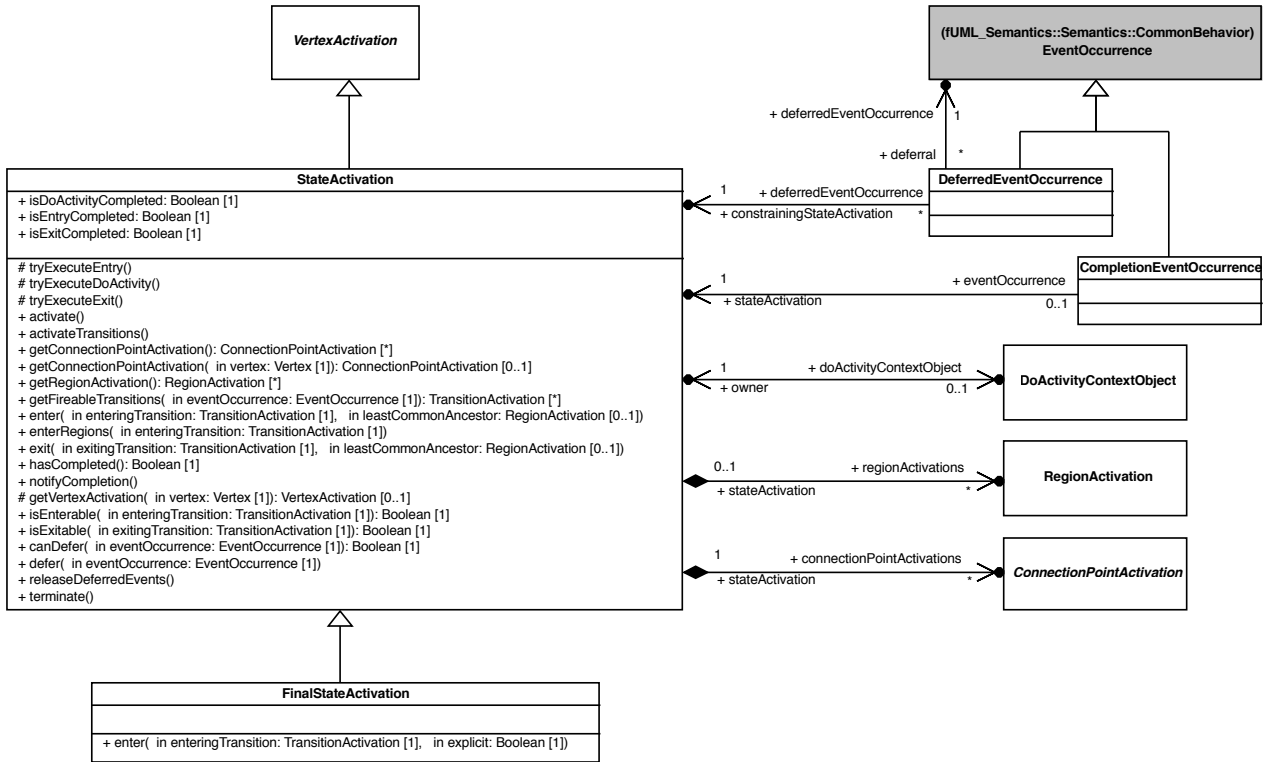 VertexActivation
(fUML_Semantics::Semantics::CommonBehavior)
EventOccurrence
+ deferredEventOccurrence
1
+ deferral
*
StateActivation
+ isDoActivityCompleted: Boolean [1]
+ isEntryCompleted: Boolean [1]
+ isExitCompleted: Boolean [1]
# tryExecuteEntry()
# tryExecuteDoActivity()
# tryExecuteExit()
+ activate()
+ activateTransitions()
+ getConnectionPointActivation(): ConnectionPointActivation [*]
+ getConnectionPointActivation( in vertex: Vertex [1]): ConnectionPointActivation [0..1]
+ getRegionActivation(): RegionActivation [*]
+ getFireableTransitions( in eventOccurrence: EventOccurrence [1]): TransitionActivation [*]
+ enter( in enteringTransition: TransitionActivation [1], in leastCommonAncestor: RegionActivation [0..1])
+ enterRegions( in enteringTransition: TransitionActivation [1])
+ exit( in exitingTransition: TransitionActivation [1], in leastCommonAncestor: RegionActivation [0..1])
+ hasCompleted(): Boolean [1]
+ notifyCompletion()
# getVertexActivation( in vertex: Vertex [1]): VertexActivation [0..1]
+ isEnterable( in enteringTransition: TransitionActivation [1]): Boolean [1]
+ isExitable( in exitingTransition: TransitionActivation [1]): Boolean [1]
+ canDefer( in eventOccurrence: EventOccurrence [1]): Boolean [1]
+ defer( in eventOccurrence: EventOccurrence [1])
+ releaseDeferredEvents()
+ terminate()
DeferredEventOccurrence
1
+ deferredEventOccurrence
+ constrainingStateActivation
*
CompletionEventOccurrence
1
+ eventOccurrence
+ stateActivation
0..1
1
+ doActivityContextObject
+ owner
0..1
DoActivityContextObject
0..1
+ regionActivations
+ stateActivation
*
RegionActivation
1
+ connectionPointActivations
+ stateActivation
*
ConnectionPointActivation
FinalStateActivation
+ enter( in enteringTransition: TransitionActivation [1], in explicit: Boolean [1])